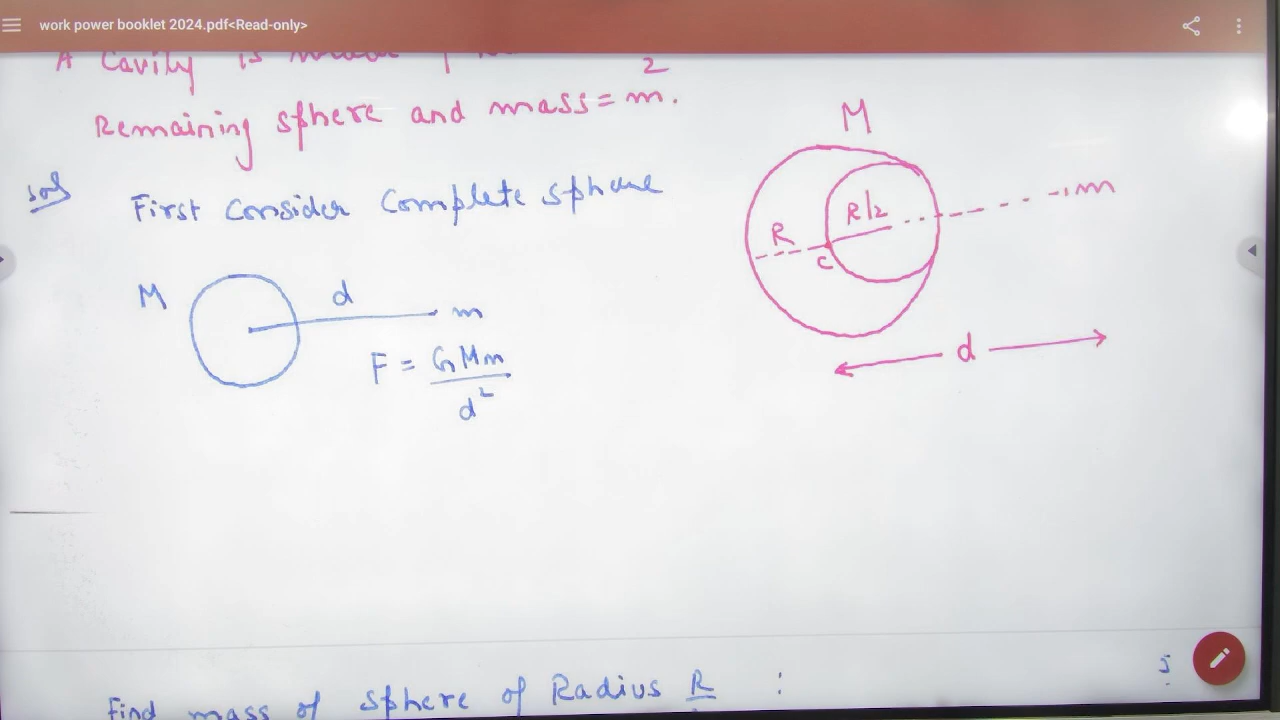 work power booklet 2024.pdf<Read-only>
A Cavity is
2
Remaining sphere and mass = m.
M
Sol
First Consider Complete sphere
R/2
m
R
C
M
d
m
F = GMm
d²
d
5
Find mass of sphere of Radius R :